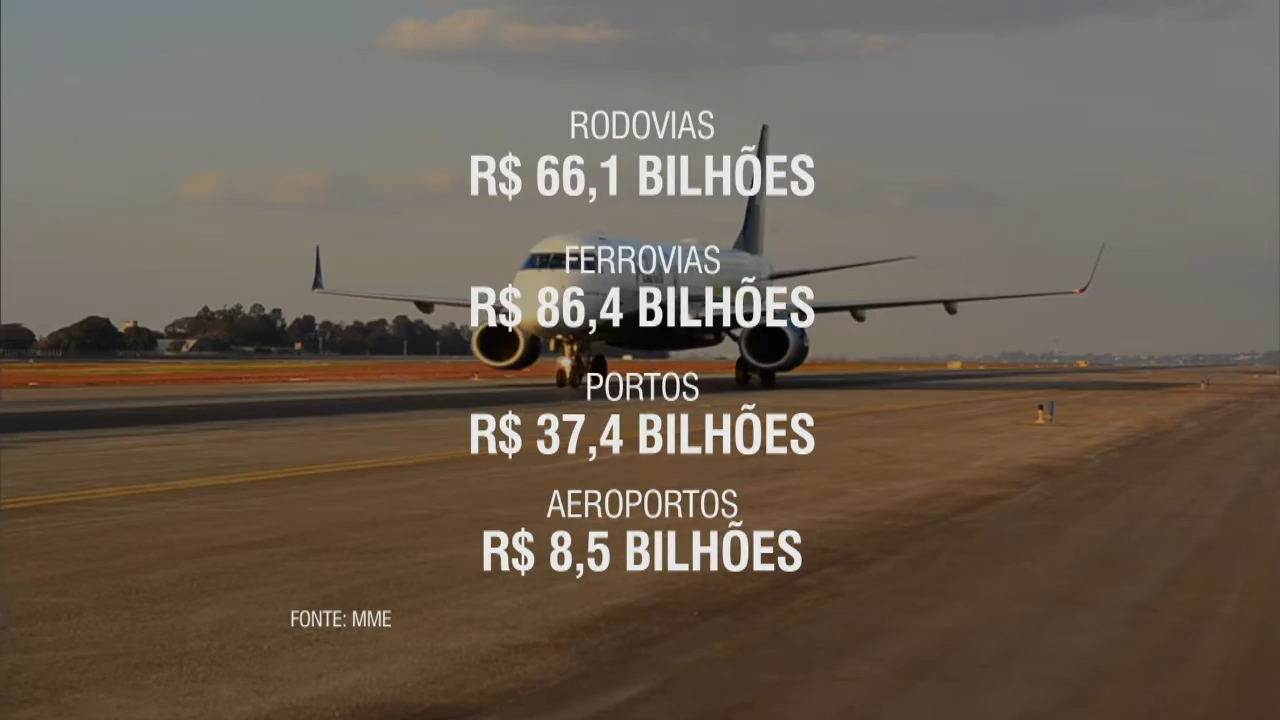 RODOVIAS
R$ 66,1 BILHÕES
FERROVIAS
R$ 86,4 BILHÕES
PORTOS
R$ 37,4 BILHÕES
AEROPORTOS
R$ 8,5 BILHÕES
FONTE: MME